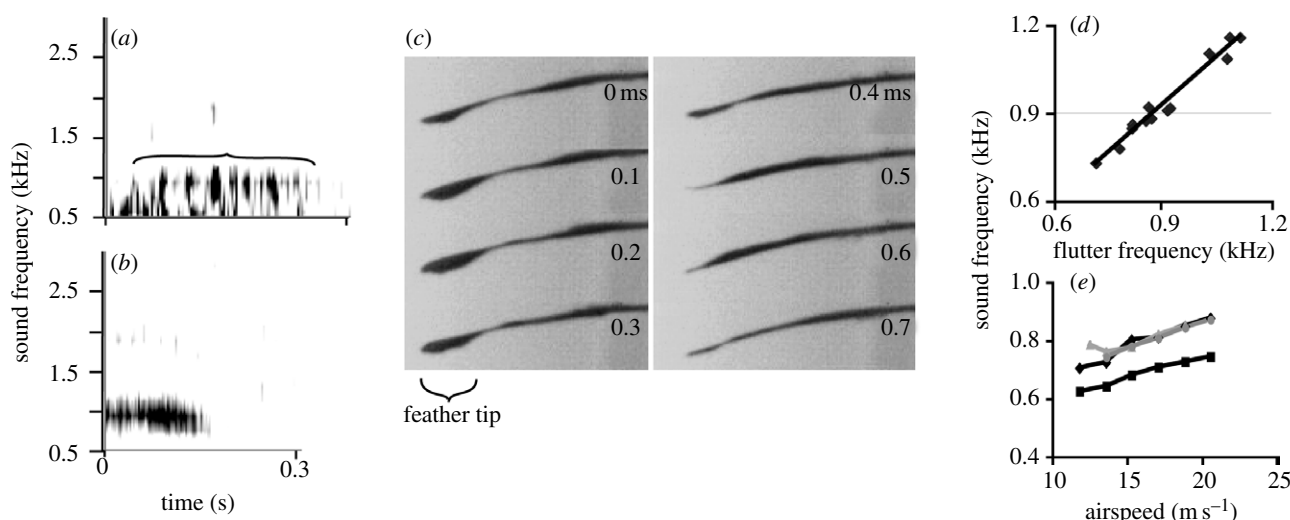 (a)
2.5
1.5
0.5
(b)
2.5
1.5
0.5
0
0.3
time (s)
sound frequency (kHz)
(c)
0 ms
0.1
0.2
0.3
0.4 ms
0.5
0.6
0.7
feather tip
(d)
1.2
0.9
0.6
0.6
0.9
1.2
flutter frequency (kHz)
sound frequency (kHz)
(e)
1.0
0.8
0.6
0.4
10
15
20
25
airspeed (m s⁻¹)